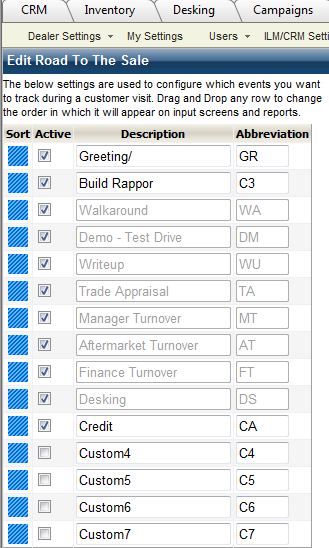 CRM Inventory Desking Campaigns
Dealer Settings My Settings Users ILM/CRM Setti
Edit Road To The Sale
The below settings are used to configure which events you want
to track during a customer visit. Drag and Drop any row to change
the order in which it will appear on input screens and reports.
Sort Active Description Abbreviation
Greeting/ GR
Build Rappor C3
Walkaround WA
Demo - Test Drive DM
Writeup WU
Trade Appraisal TA
Manager Turnover MT
Aftermarket Turnover AT
Finance Turnover FT
Desking DS
Credit CA
Custom4 C4
Custom5 C5
Custom6 C6
Custom7 C7